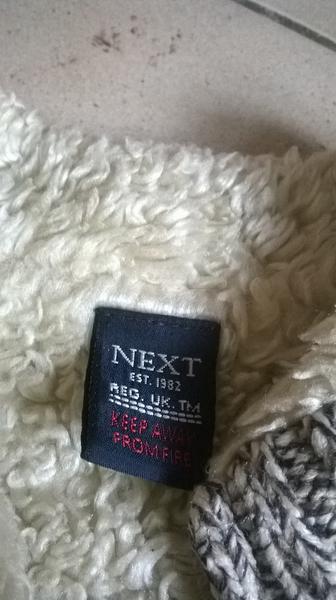 NEXT
EST. 1982
REG. UK. TM
KEEP AWAY
FROM FIRE